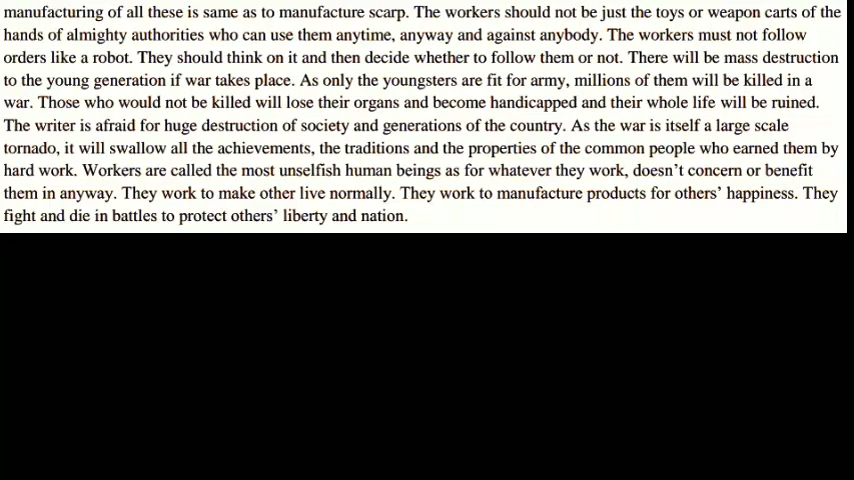 manufacturing of all these is same as to manufacture scarp. The workers should not be just the toys or weapon carts of the
hands of almighty authorities who can use them anytime, anyway and against anybody. The workers must not follow
orders like a robot. They should think on it and then decide whether to follow them or not. There will be mass destruction
to the young generation if war takes place. As only the youngsters are fit for army, millions of them will be killed in a
war. Those who would not be killed will lose their organs and become handicapped and their whole life will be ruined.
The writer is afraid for huge destruction of society and generations of the country. As the war is itself a large scale
tornado, it will swallow all the achievements, the traditions and the properties of the common people who earned them by
hard work. Workers are called the most unselfish human beings as for whatever they work, doesn’t concern or benefit
them in anyway. They work to make other live normally. They work to manufacture products for others’ happiness. They
fight and die in battles to protect others’ liberty and nation.